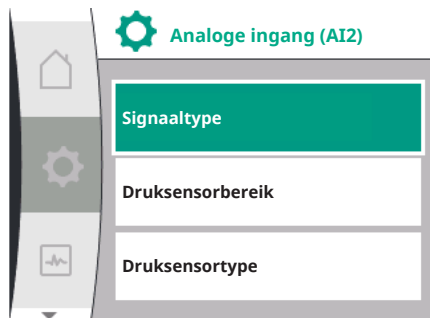 Analoge ingang (AI2)
Signaaltype
Druksensorbereik
Druksensortype